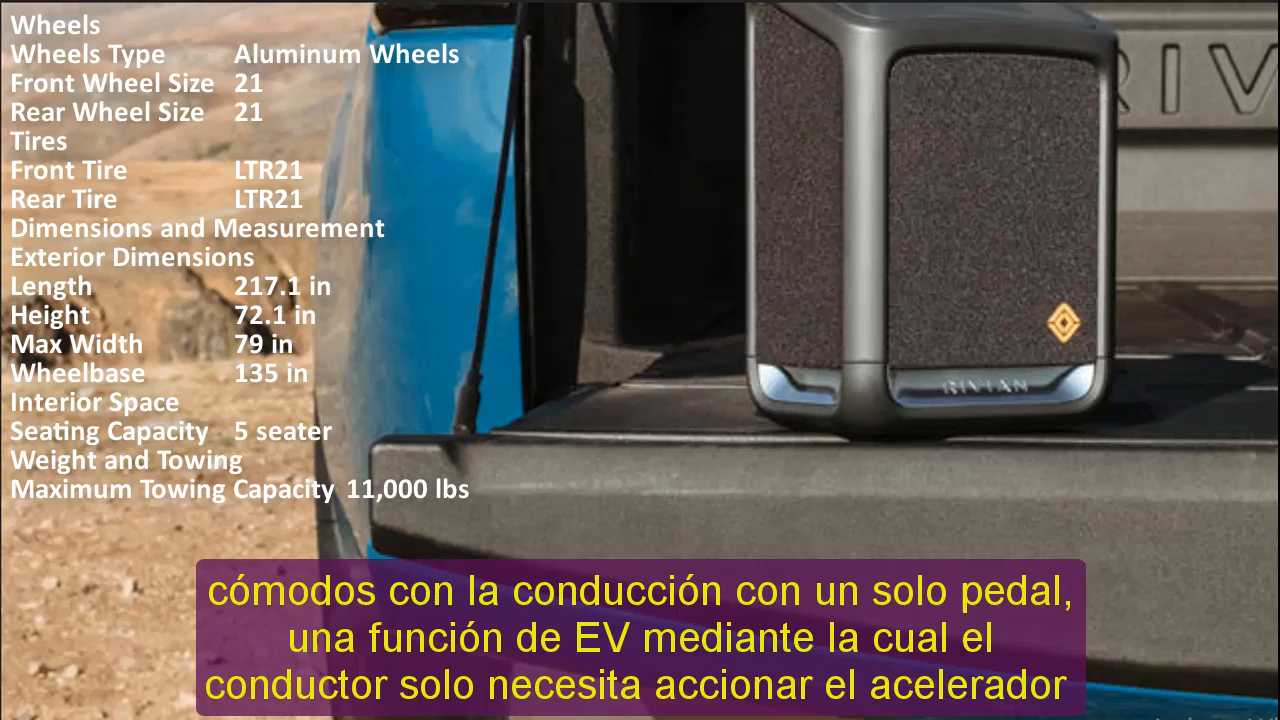 Wheels
Wheels Type Aluminum Wheels
Front Wheel Size 21
Rear Wheel Size 21
Tires
Front Tire LTR21
Rear Tire LTR21
Dimensions and Measurement
Exterior Dimensions
Length 217.1 in
Height 72.1 in
Max Width 79 in
Wheelbase 135 in
Interior Space
Seating Capacity 5 seater
Weight and Towing
Maximum Towing Capacity 11,000 lbs
RIV
RIVIAN
cómodos con la conducción con un solo pedal,
una función de EV mediante la cual el
conductor solo necesita accionar el acelerador